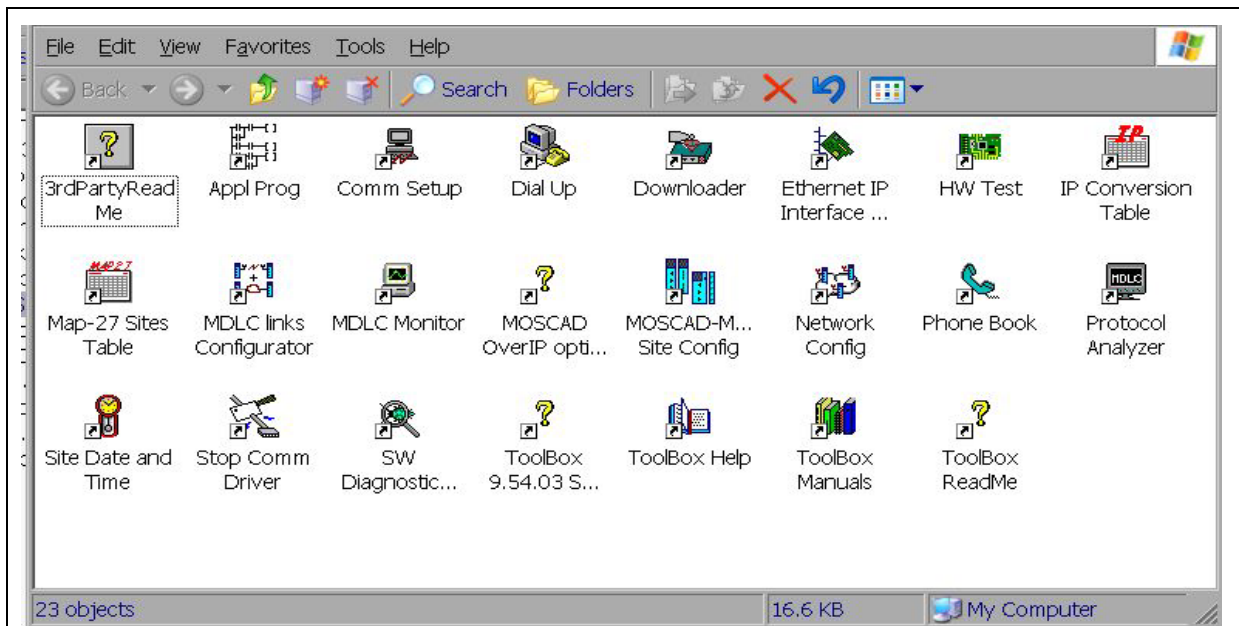 File Edit View Favorites Tools Help
Back Search Folders
IP
3rdPartyRead Me
Appl Prog
Comm Setup
Dial Up
Downloader
Ethernet IP Interface ...
HW Test
IP Conversion Table
MAP27
MDLC
Map-27 Sites Table
MDLC links Configurator
MDLC Monitor
MOSCAD OverIP opti...
MOSCAD-M... Site Config
Network Config
Phone Book
Protocol Analyzer
Site Date and Time
Stop Comm Driver
SW Diagnostic...
ToolBox 9.54.03 S...
ToolBox Help
ToolBox Manuals
ToolBox ReadMe
23 objects 16.6 KB My Computer